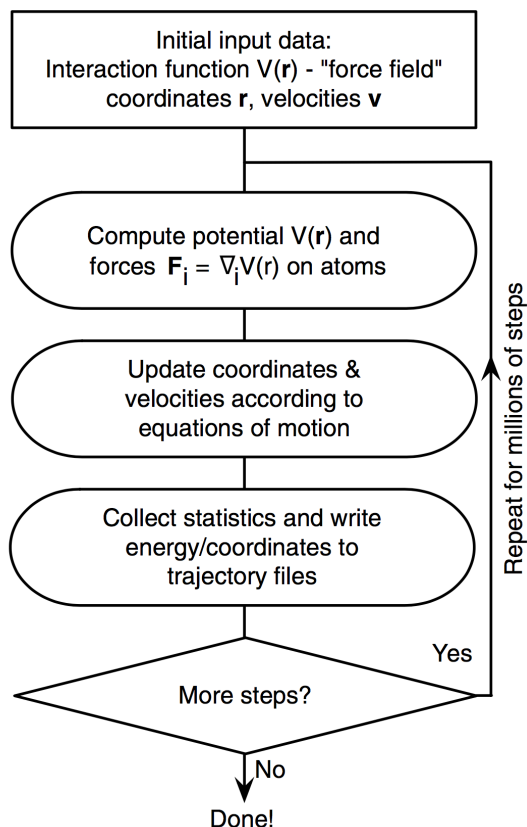 Initial input data:
Interaction function V(r) - "force field"
coordinates r, velocities v
Compute potential V(r) and
forces F_i = ∇_iV(r) on atoms
Update coordinates &
velocities according to
equations of motion
Collect statistics and write
energy/coordinates to
trajectory files
More steps?
Yes
Repeat for millions of steps
No
Done!